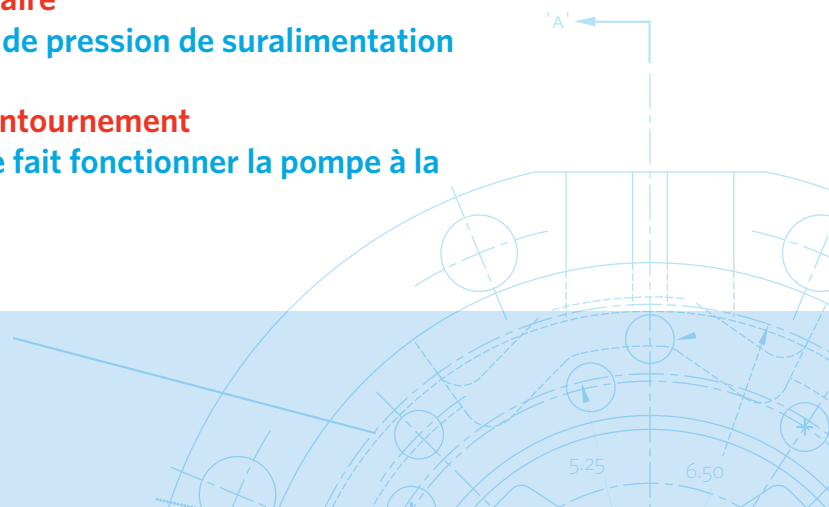 aire
'A'
de pression de suralimentation
ntournement
e fait fonctionner la pompe à la
5.25
6.50